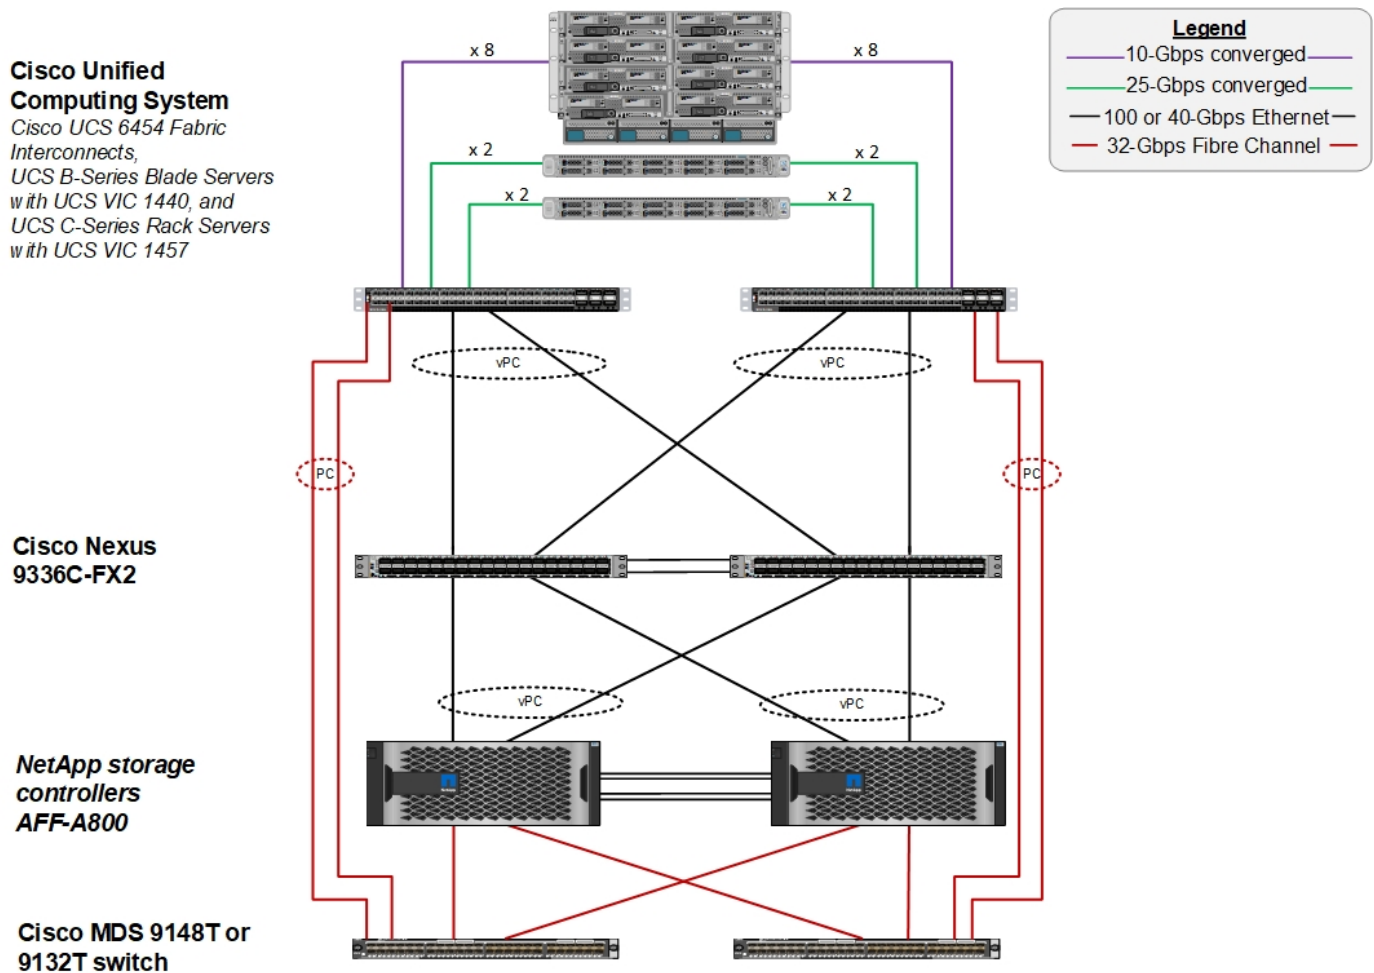 Cisco Unified
Computing System
Cisco UCS 6454 Fabric
Interconnects,
UCS B-Series Blade Servers
with UCS VIC 1440, and
UCS C-Series Rack Servers
with UCS VIC 1457
x 8
x 8
x 2
x 2
x 2
x 2
Legend
10-Gbps converged
25-Gbps converged
100 or 40-Gbps Ethernet
32-Gbps Fibre Channel
vPC
vPC
PC
PC
Cisco Nexus
9336C-FX2
vPC
vPC
NetApp storage
controllers
AFF-A800
Cisco MDS 9148T or
9132T switch